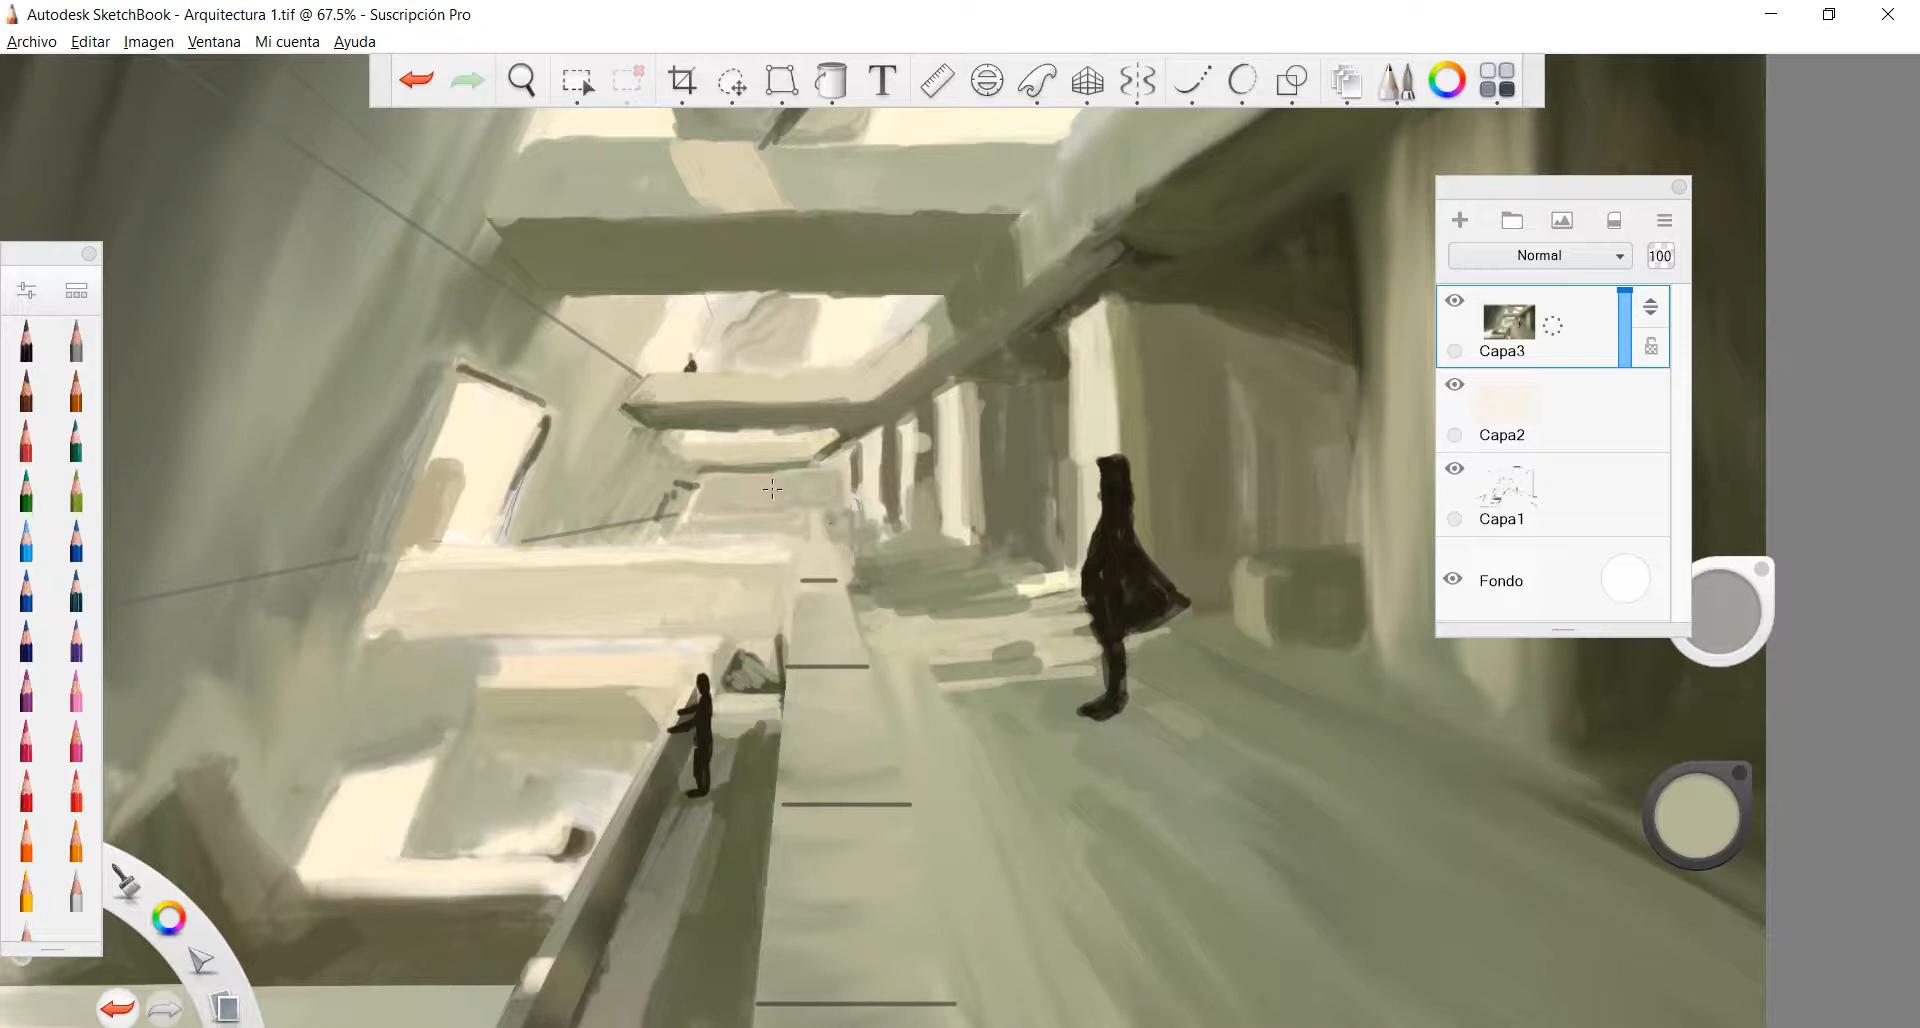 Autodesk SketchBook - Arquitectura 1.tif @ 67.5% - Suscripción Pro
Archivo Editar Imagen Ventana Mi cuenta Ayuda
T
Normal 100
Capa3
Capa2
Capa1
Fondo